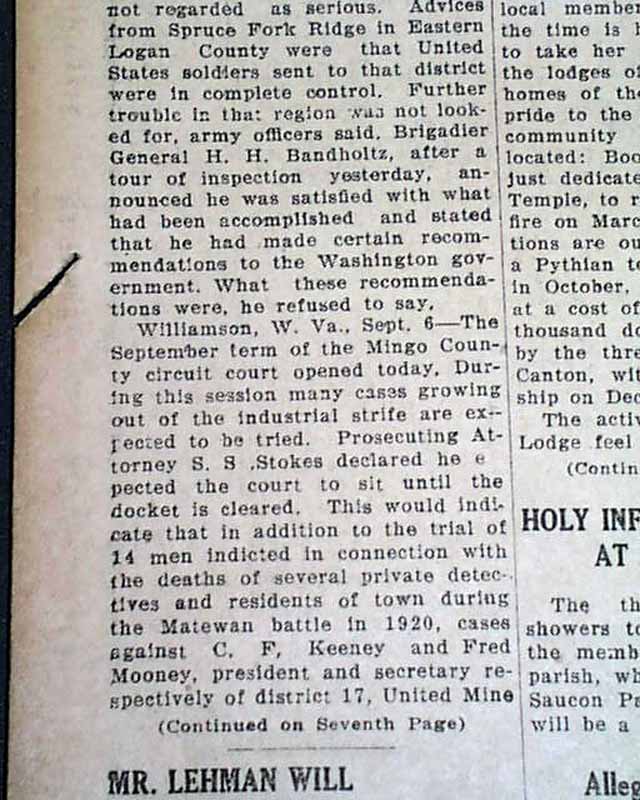 not regarded as serious. Advices
from Spruce Fork Ridge in Eastern
Logan County were that United
States soldiers sent to that district
were in complete control. Further
trouble in that region was not look-
ed for, army officers said. Brigadier
General H. H. Bandholtz, after a
tour of inspection yesterday, an-
nounced he was satisfied with what
had been accomplished and stated
that he had made certain recom-
mendations to the Washington gov-
ernment. What these recommenda-
tions were, he refused to say.
Williamson, W. Va., Sept. 6—The
September term of the Mingo Coun-
ty circuit court opened today. Dur-
ing this session many cases growing
out of the industrial strife are ex-
pected to be tried. Prosecuting At-
torney S. S .Stokes declared he e
pected the court to sit until the
docket is cleared. This would indi-
cate that in addition to the trial of
14 men indicted in connection with
the deaths of several private detec-
tives and residents of town during
the Matewan battle in 1920, cases
against C. F. Keeney and Fred
Mooney, president and secretary re-
spectively of district 17, United Mine
(Continued on Seventh Page)
MR. LEHMAN WILL
local member
the time is h
to take her
the lodges of
homes of the
pride to the
community
located: Boo
just dedicate
Temple, to r
fire on Marc
tions are ou
a Pythian te
in October,
at a cost of
thousand do
by the thre
Canton, wit
ship on Dec
The activ
Lodge feel
(Contin
HOLY INF
AT
The th
showers to
the memb
parish, wh
Saucon Pa
will be a
Alleg